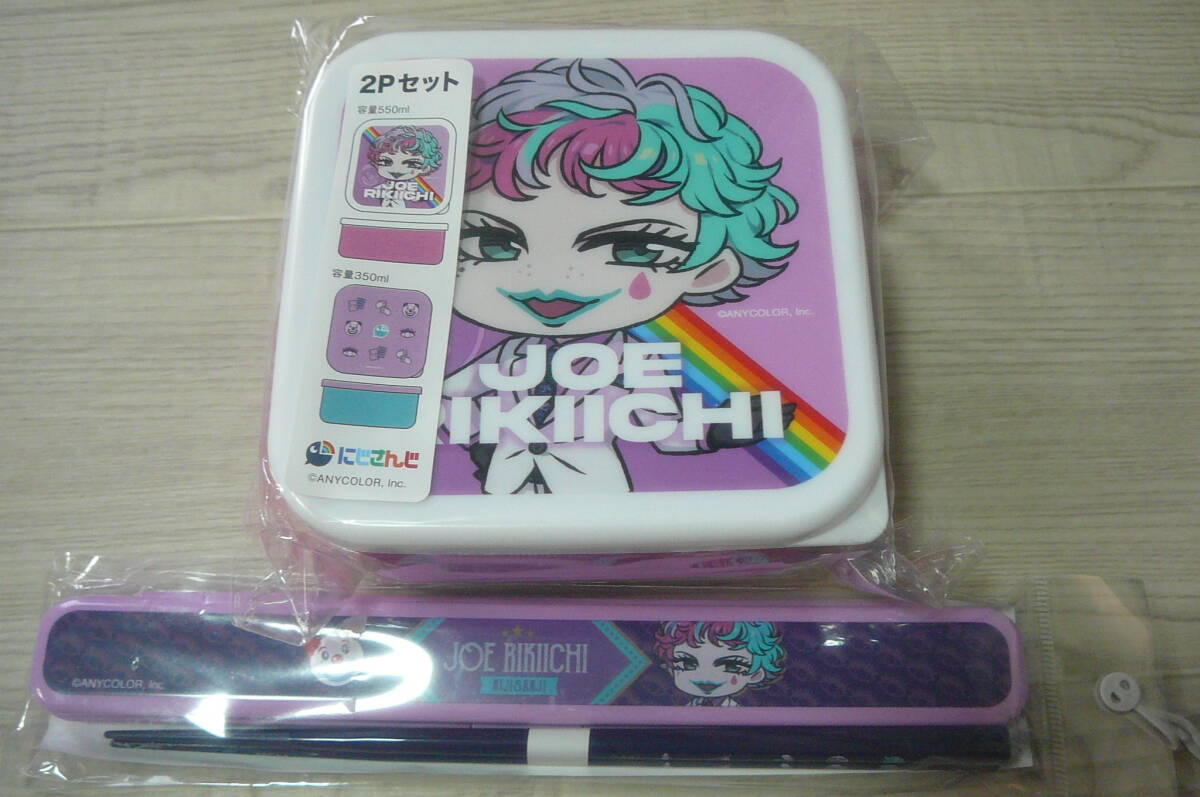 2Pセット
容量550ml
JOE
RIKIICHI
容量350ml
にじさんじ
©ANYCOLOR, Inc.
©ANYCOLOR, Inc.
JOE
IKIICHI
©ANYCOLOR, Inc.
JOE RIKIICHI
NIJISANJI